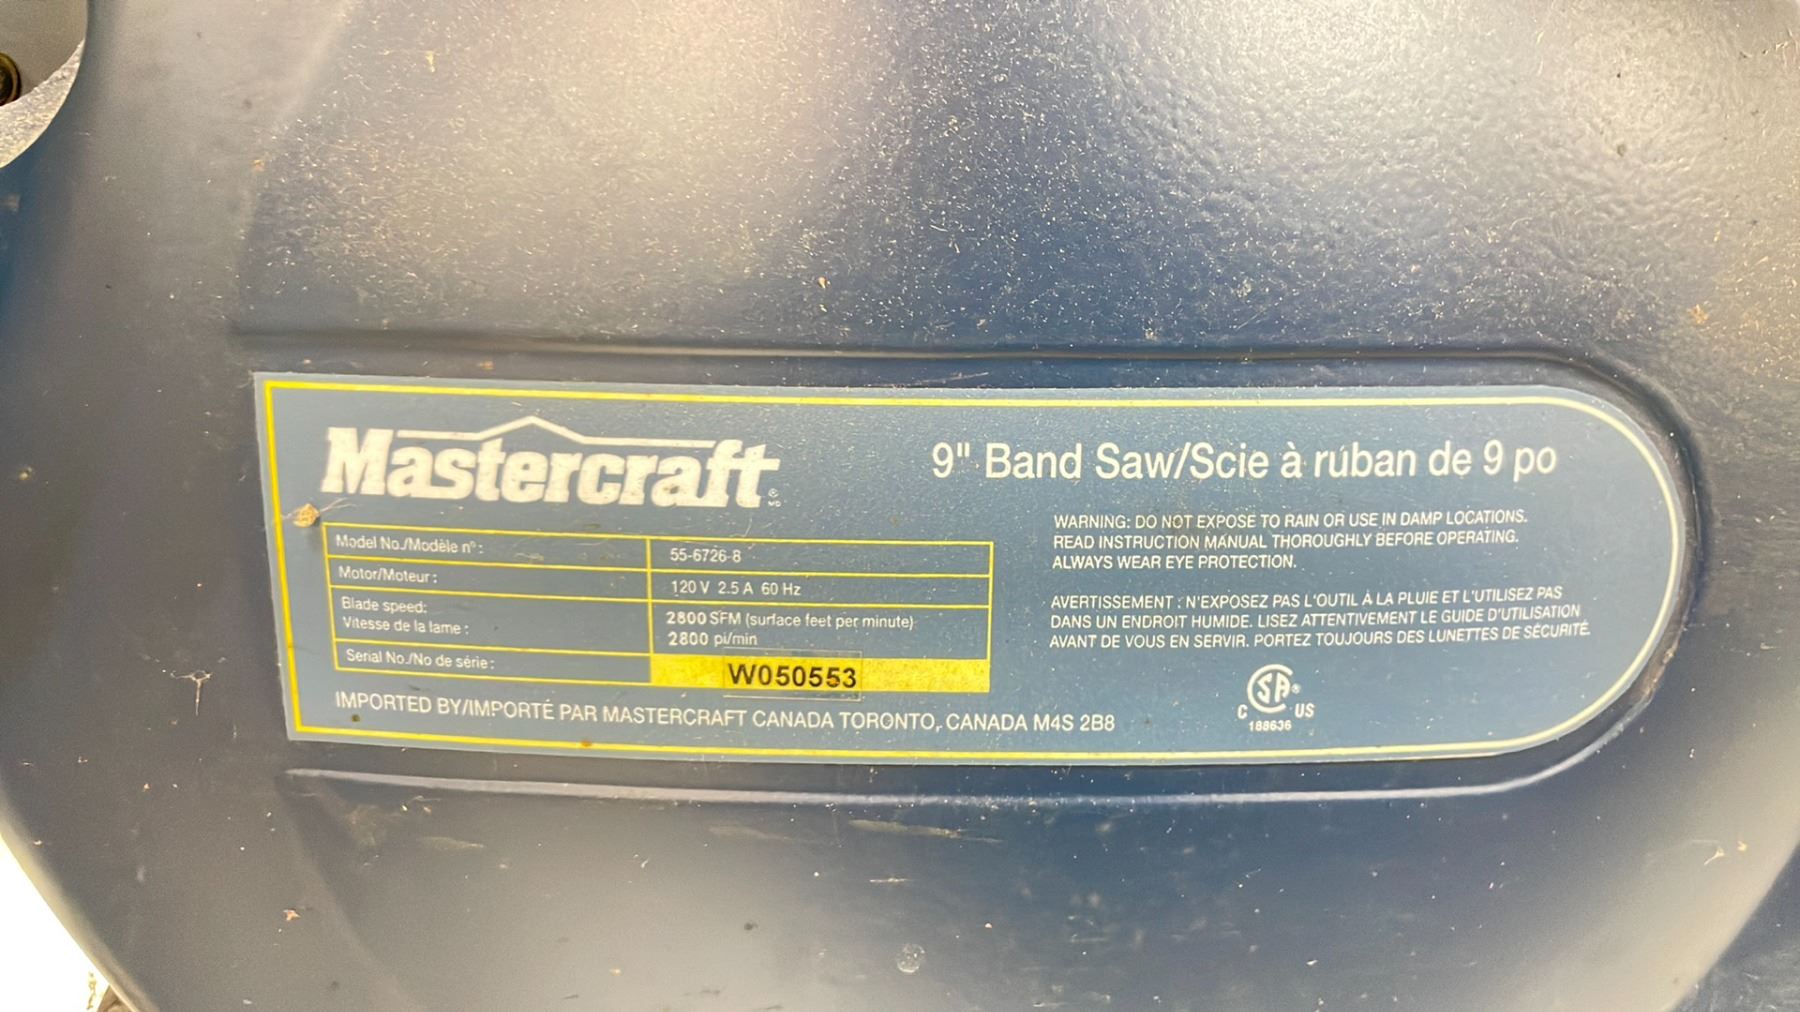 Mastercraft
® MD
9" Band Saw/Scie à ruban de 9 po
Model No./Modèle n° : 55-6726-8
Motor/Moteur : 120 V 2.5 A 60 Hz
Blade speed: 2800 SFM (surface feet per minute)
Vitesse de la lame : 2800 pi/min
Serial No./No de série : W050553
IMPORTED BY/IMPORTÉ PAR MASTERCRAFT CANADA TORONTO, CANADA M4S 2B8
WARNING: DO NOT EXPOSE TO RAIN OR USE IN DAMP LOCATIONS.
READ INSTRUCTION MANUAL THOROUGHLY BEFORE OPERATING.
ALWAYS WEAR EYE PROTECTION.
AVERTISSEMENT : N'EXPOSEZ PAS L'OUTIL À LA PLUIE ET L'UTILISEZ PAS
DANS UN ENDROIT HUMIDE. LISEZ ATTENTIVEMENT LE GUIDE D'UTILISATION
AVANT DE VOUS EN SERVIR. PORTEZ TOUJOURS DES LUNETTES DE SÉCURITÉ.
C SA ® US
188636